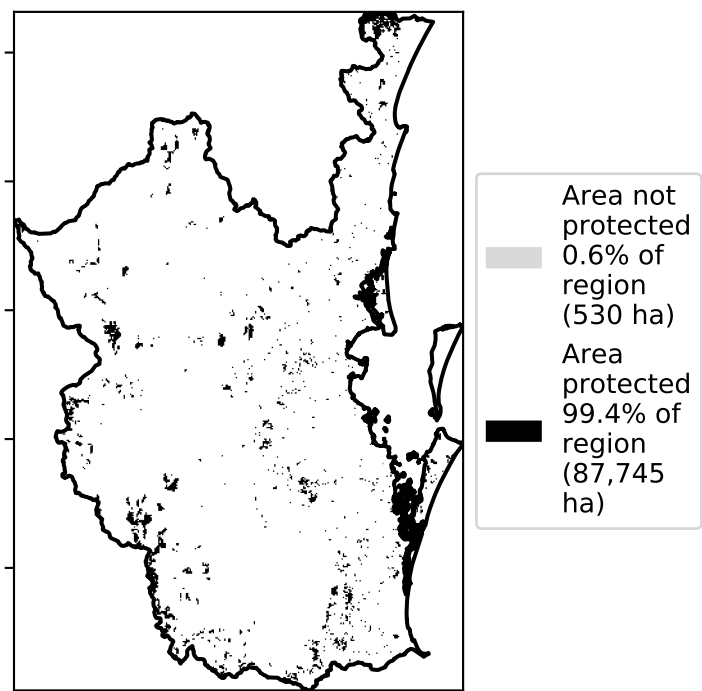 Area not
protected
0.6% of
region
(530 ha)
Area
protected
99.4% of
region
(87,745
ha)